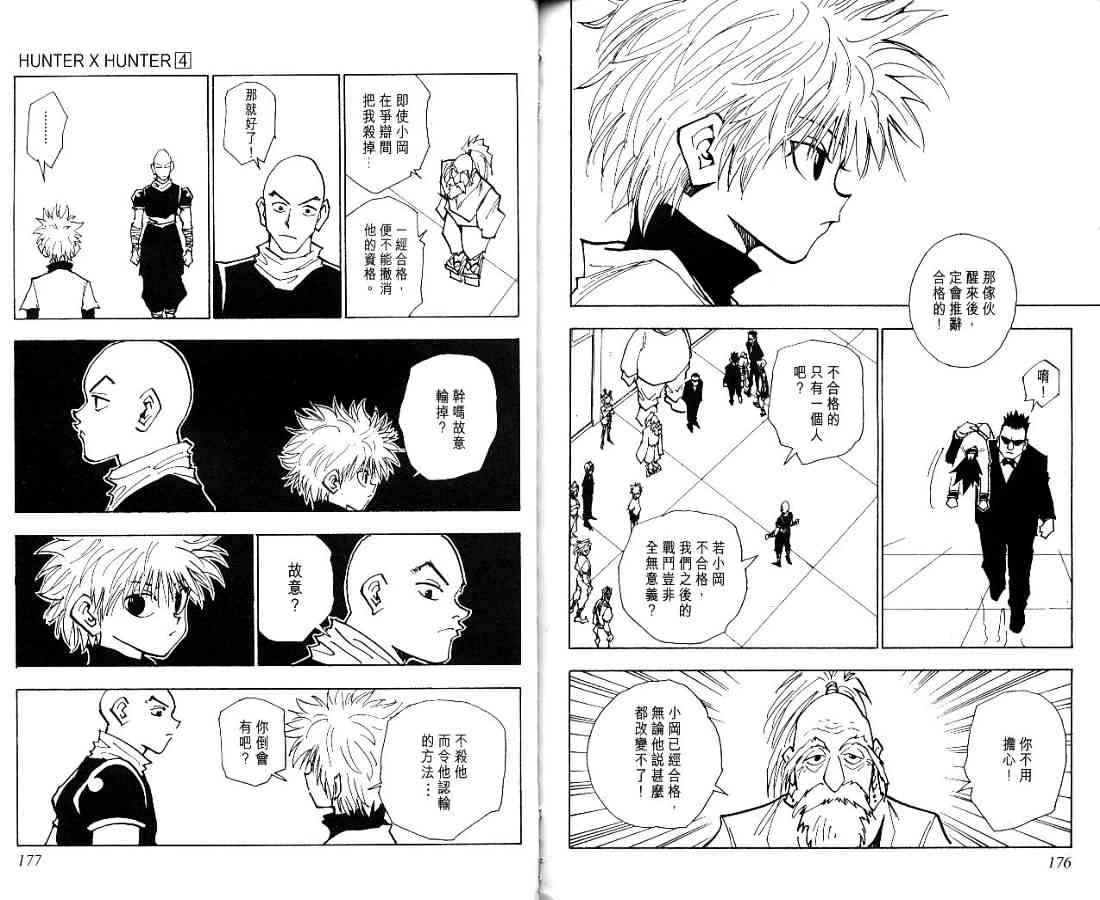 唷！
那傢伙
醒來後，
定會推辭
合格的！
不合格的
只有一個人
吧？
若小岡
不合格，
我們之後的
戰鬥豈非
全無意義？
你不用
擔心！
小岡已經合格，
無論他説甚麼
都改變不了！
176
HUNTER X HUNTER 4
即使小岡
在爭辯間
把我殺掉…
一經合格，
便不能撤消
他的資格。
那就好了！
………
幹嗎故意
輸掉？
故意？
不殺他
而令他認輸
的方法…
你倒會
有吧？
177